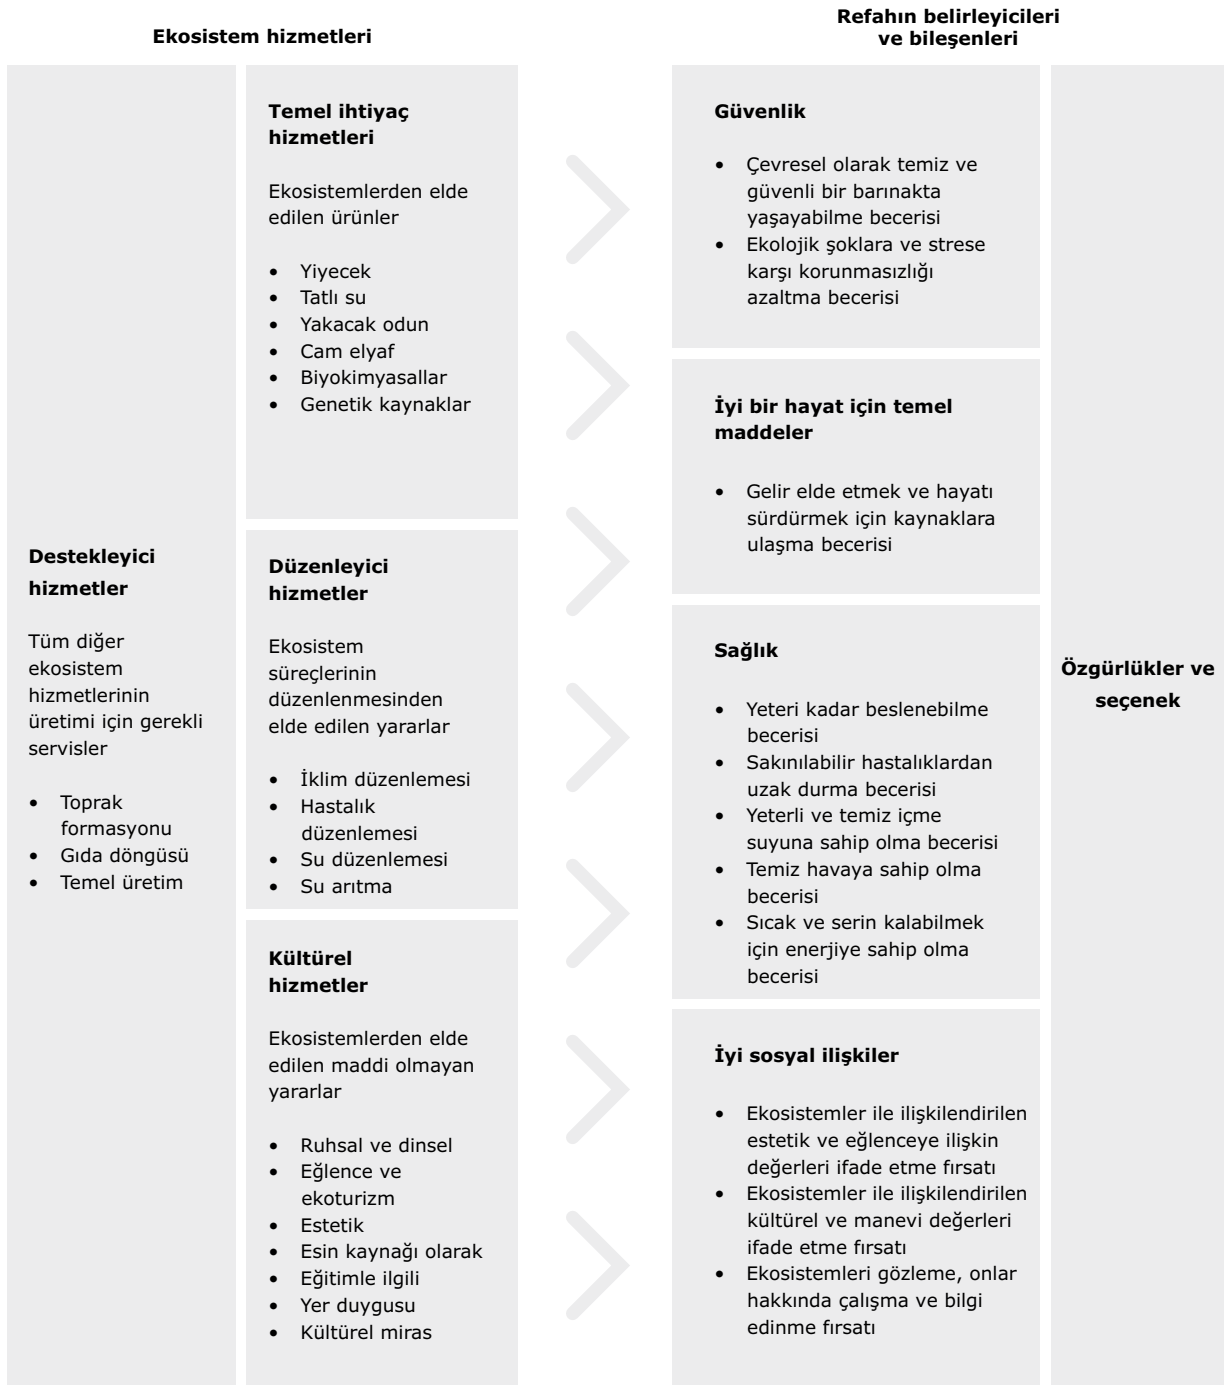 Ekosistem hizmetleri
Refahın belirleyicileri
ve bileşenleri
Destekleyici
hizmetler
Tüm diğer
ekosistem
hizmetlerinin
üretimi için gerekli
servisler
• Toprak
formasyonu
• Gıda döngüsü
• Temel üretim
Temel ihtiyaç
hizmetleri
Ekosistemlerden elde
edilen ürünler
• Yiyecek
• Tatlı su
• Yakacak odun
• Cam elyaf
• Biyokimyasallar
• Genetik kaynaklar
Düzenleyici
hizmetler
Ekosistem
süreçlerinin
düzenlenmesinden
elde edilen yararlar
• İklim düzenlemesi
• Hastalık
düzenlemesi
• Su düzenlemesi
• Su arıtma
Kültürel
hizmetler
Ekosistemlerden elde
edilen maddi olmayan
yararlar
• Ruhsal ve dinsel
• Eğlence ve
ekoturizm
• Estetik
• Esin kaynağı olarak
• Eğitimle ilgili
• Yer duygusu
• Kültürel miras
Güvenlik
• Çevresel olarak temiz ve
güvenli bir barınakta
yaşayabilme becerisi
• Ekolojik şoklara ve strese
karşı korunmasızlığı
azaltma becerisi
İyi bir hayat için temel
maddeler
• Gelir elde etmek ve hayatı
sürdürmek için kaynaklara
ulaşma becerisi
Sağlık
• Yeteri kadar beslenebilme
becerisi
• Sakınılabilir hastalıklardan
uzak durma becerisi
• Yeterli ve temiz içme
suyuna sahip olma becerisi
• Temiz havaya sahip olma
becerisi
• Sıcak ve serin kalabilmek
için enerjiye sahip olma
becerisi
İyi sosyal ilişkiler
• Ekosistemler ile ilişkilendirilen
estetik ve eğlenceye ilişkin
değerleri ifade etme fırsatı
• Ekosistemler ile ilişkilendirilen
kültürel ve manevi değerleri
ifade etme fırsatı
• Ekosistemleri gözleme, onlar
hakkında çalışma ve bilgi
edinme fırsatı
Özgürlükler ve
seçenek